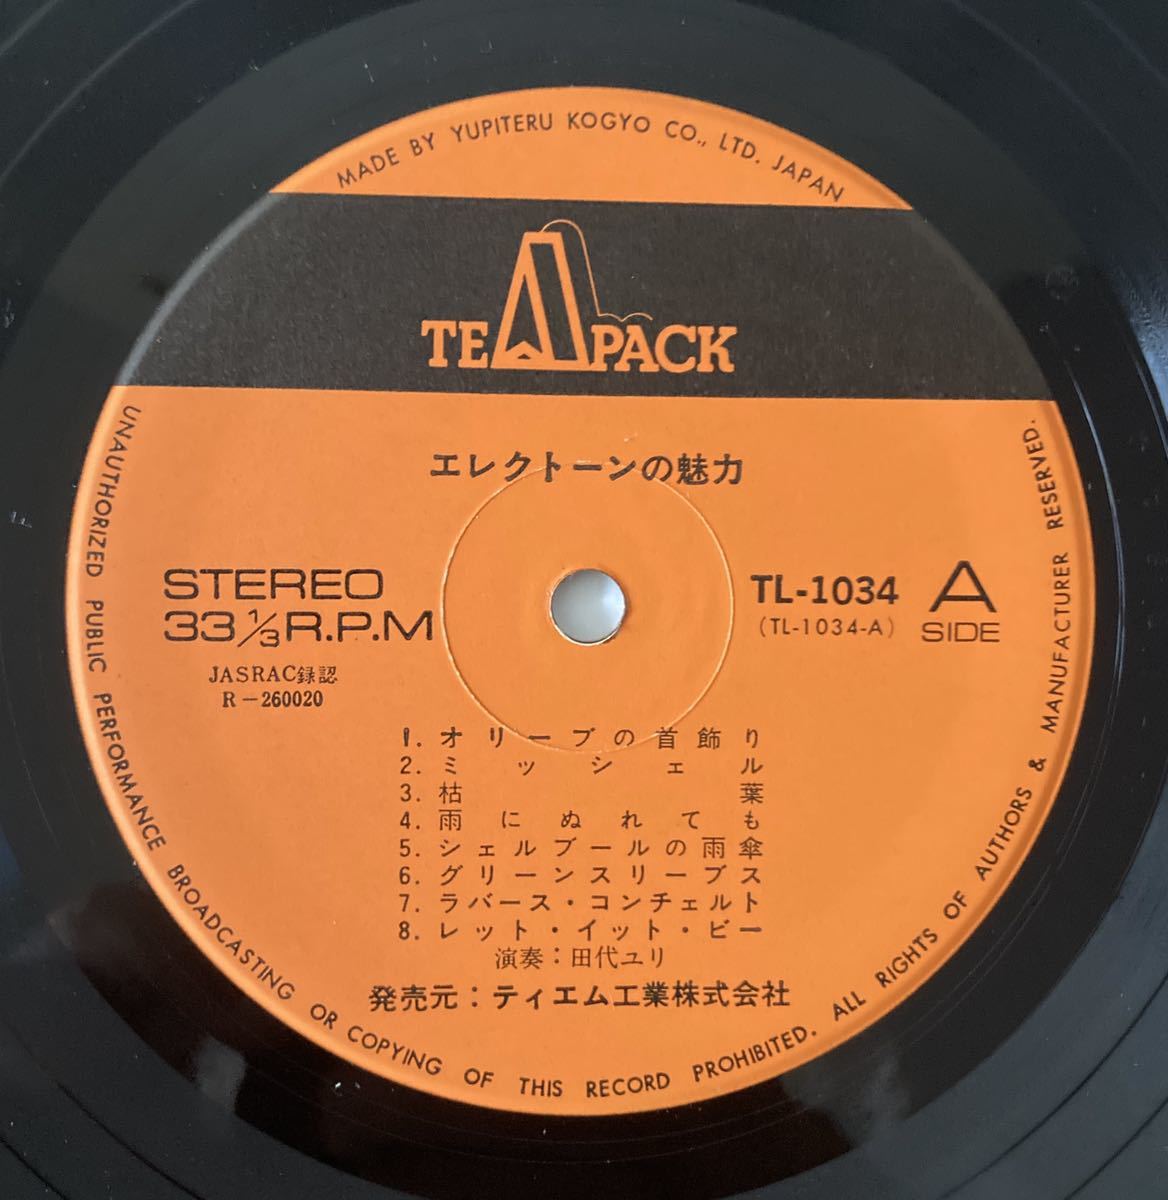 MADE BY YUPITERU KOGYO CO., LTD. JAPAN
TEAPACK
エレクトーンの魅力
STEREO
33 1/3 R.P.M
JASRAC録認
R-260020
TL-1034
(TL-1034-A)
A
SIDE
1. オリーブの首飾り
2. ミッシェル
3. 枯葉
4. 雨にぬれても
5. シェルブールの雨傘
6. グリーンスリーブス
7. ラバース・コンチェルト
8. レット・イット・ビー
演奏：田代ユリ
発売元：ティエム工業株式会社
UNAUTHORIZED PUBLIC PERFORMANCE BROADCASTING OR COPYING OF THIS RECORD PROHIBITED. ALL RIGHTS OF AUTHORS & MANUFACTURER RESERVED.